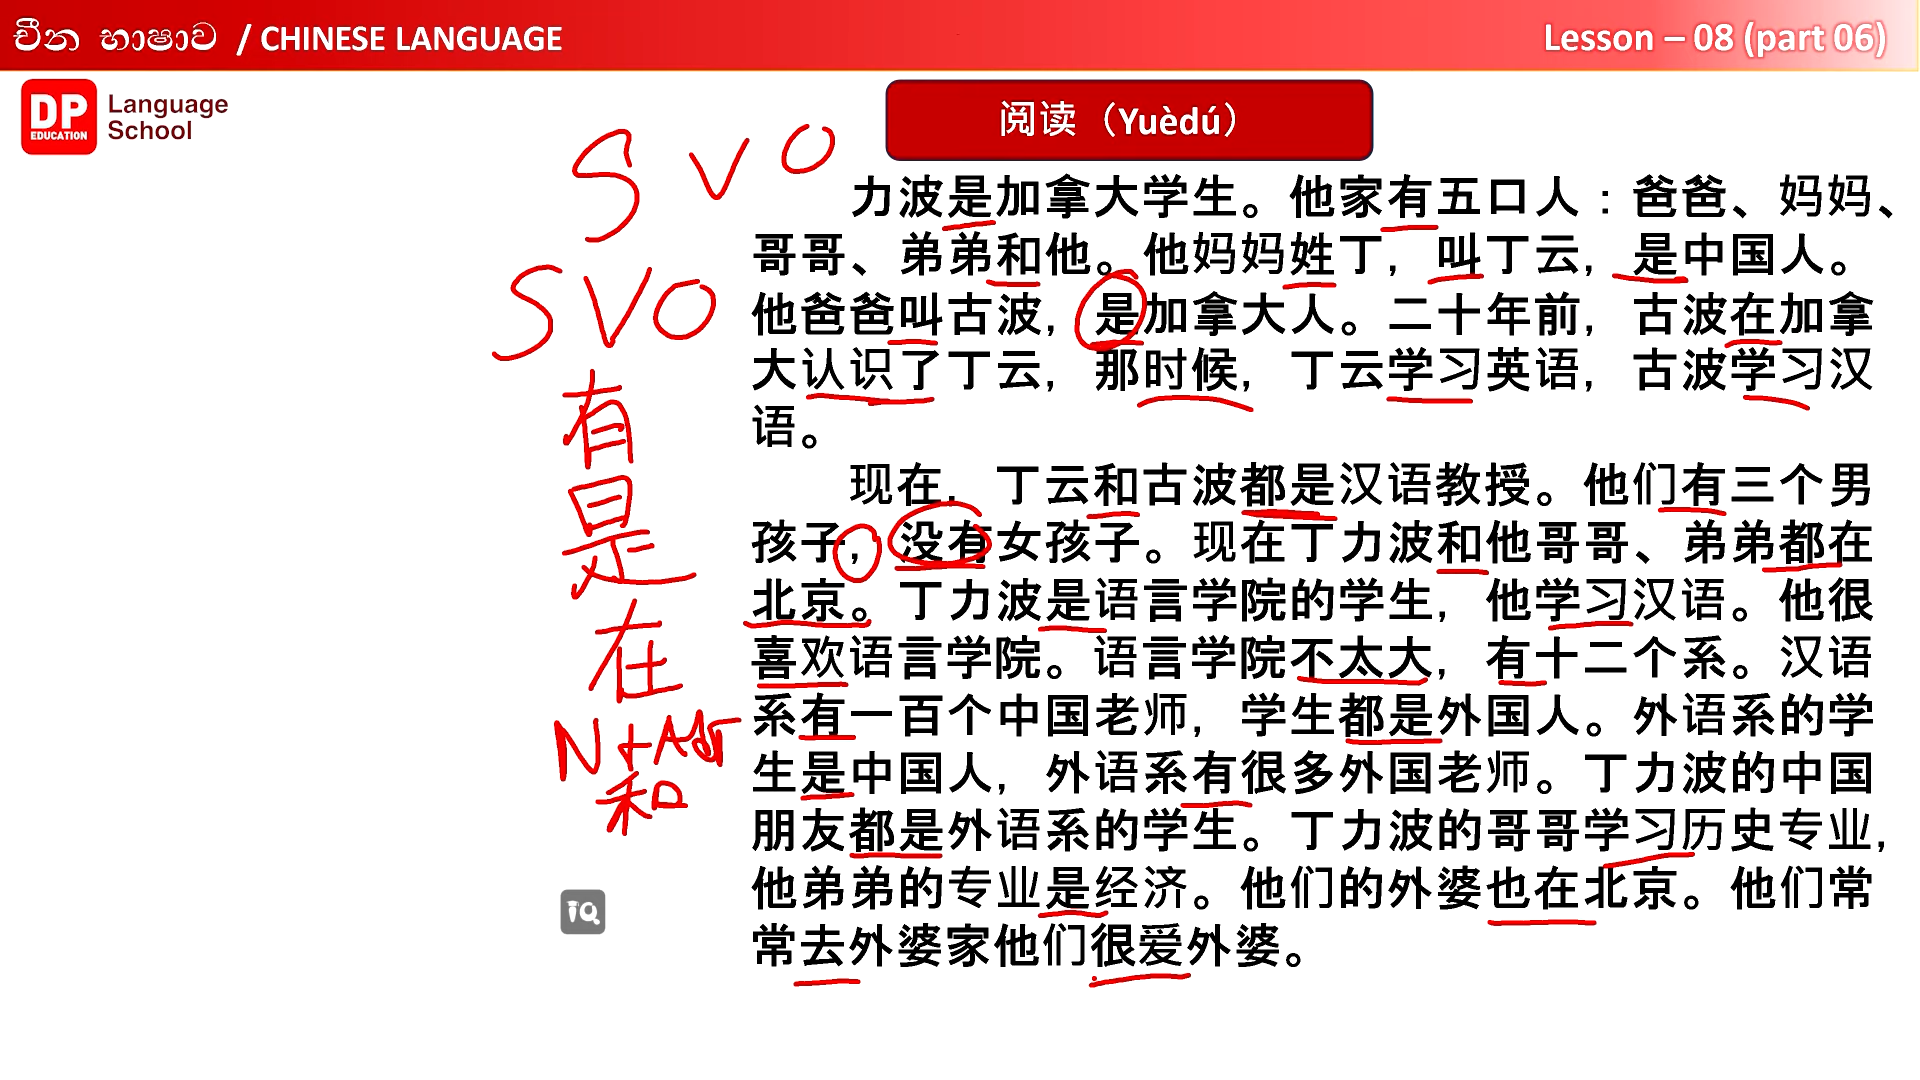 චීන භාෂාව / CHINESE LANGUAGE
Lesson – 08 (part 06)
DP
EDUCATION
Language
School
阅读（Yuèdú）
S V O
S V O
有
是
在
N + Adj
和
力波是加拿大学生。他家有五口人：爸爸、妈妈、
哥哥、弟弟和他。他妈妈姓丁，叫丁云，是中国人。
他爸爸叫古波，是加拿大人。二十年前，古波在加拿
大认识了丁云，那时候，丁云学习英语，古波学习汉
语。
现在，丁云和古波都是汉语教授。他们有三个男
孩子，没有女孩子。现在丁力波和他哥哥、弟弟都在
北京。丁力波是语言学院的学生，他学习汉语。他很
喜欢语言学院。语言学院不太大，有十二个系。汉语
系有一百个中国老师，学生都是外国人。外语系的学
生是中国人，外语系有很多外国老师。丁力波的中国
朋友都是外语系的学生。丁力波的哥哥学习历史专业，
他弟弟的专业是经济。他们的外婆也在北京。他们常
常去外婆家他们很爱外婆。
iQ